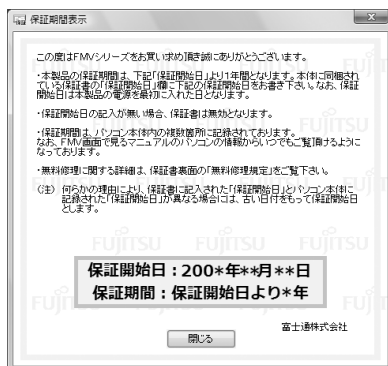 保証期間表示
この度はFMVシリーズをお買い求め頂き誠にありがとうございます。
・本製品の保証期間は、下記「保証開始日」より1年間となります。本体に同梱され
ている保証書の「保証開始日」欄に下記の保証開始日をお書き下さい。なお、保証
開始日は本製品の電源を最初に入れた日となります。
・保証開始日の記入が無い場合、保証書は無効となります。
・保証期間は、パソコン本体内の複数箇所に記録されております。
なお、FMV画面で見るマニュアルのパソコンの情報からいつでもご覧頂けるように
なっております。
・無料修理に関する詳細は、保証書裏面の「無料修理規定」をご覧下さい。
(注) 何らかの理由により、保証書に記入された「保証開始日」とパソコン本体に
記録された「保証開始日」が異なる場合には、古い日付をもって保証開始日
とします。
FUJITSU FUJITSU FUJITSU
保証開始日:200*年**月**日
保証期間:保証開始日より*年
富士通株式会社
閉じる